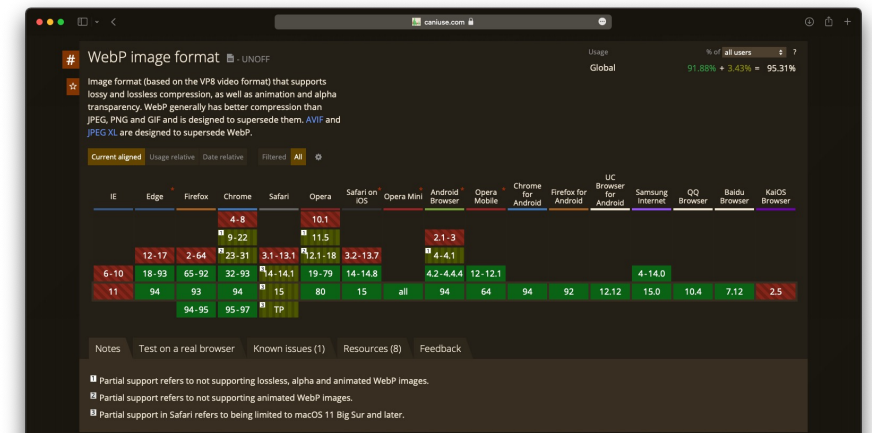 caniuse.com
# WebP image format - UNOFF
Usage % of all users ?
Global 91.88% + 3.43% = 95.31%
Image format (based on the VP8 video format) that supports
lossy and lossless compression, as well as animation and alpha
transparency. WebP generally has better compression than
JPEG, PNG and GIF and is designed to supersede them. AVIF and
JPEG XL are designed to supersede WebP.
Current aligned Usage relative Date relative Filtered All
IE Edge * Firefox Chrome Safari Opera Safari on iOS * Opera Mini * Android Browser * Opera Mobile * Chrome for Android Firefox for Android UC Browser for Android Samsung Internet QQ Browser Baidu Browser KaiOS Browser
4-8 10.1
1 9-22 1 11.5 2.1-3
12-17 2-64 2 23-31 3.1-13.1 2 12.1-18 3.2-13.7 1 4-4.1
6-10 18-93 65-92 32-93 3 14-14.1 19-79 14-14.8 4.2-4.4.4 12-12.1 4-14.0
11 94 93 94 3 15 80 15 all 94 64 94 92 12.12 15.0 10.4 7.12 2.5
94-95 95-97 3 TP
Notes Test on a real browser Known issues (1) Resources (8) Feedback
1 Partial support refers to not supporting lossless, alpha and animated WebP images.
2 Partial support refers to not supporting animated WebP images.
3 Partial support in Safari refers to being limited to macOS 11 Big Sur and later.